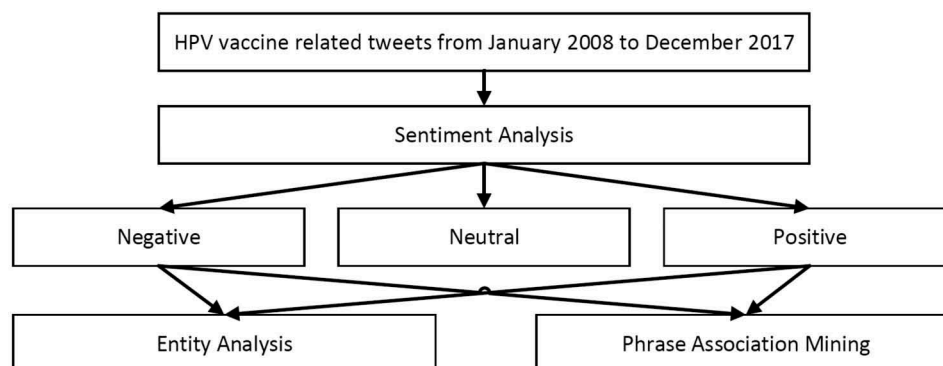 HPV vaccine related tweets from January 2008 to December 2017
Sentiment Analysis
Negative
Neutral
Positive
Entity Analysis
Phrase Association Mining